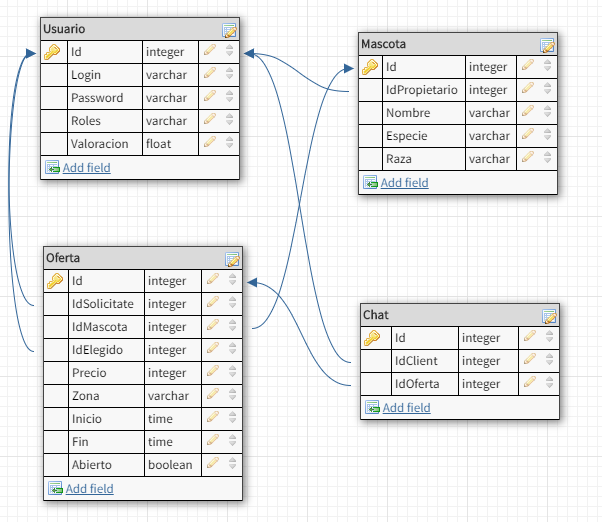 Usuario
Id integer
Login varchar
Password varchar
Roles varchar
Valoracion float
Add field
Mascota
Id integer
IdPropietario integer
Nombre varchar
Especie varchar
Raza varchar
Add field
Oferta
Id integer
IdSolicitate integer
IdMascota integer
IdElegido integer
Precio integer
Zona varchar
Inicio time
Fin time
Abierto boolean
Add field
Chat
Id integer
IdClient integer
IdOferta integer
Add field